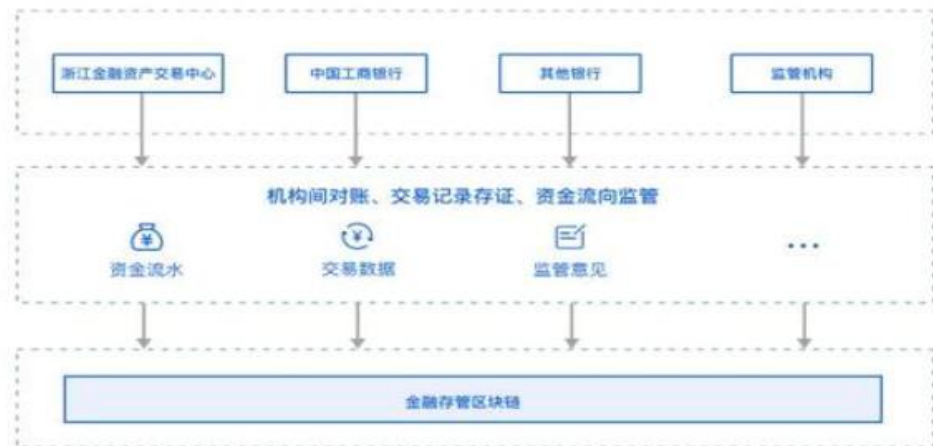 浙江金融资产交易中心 中国工商银行 其他银行 监管机构
机构间对账、交易记录存证、资金流向监管
资金流水 交易数据 监管意见 ...
金融存管区块链